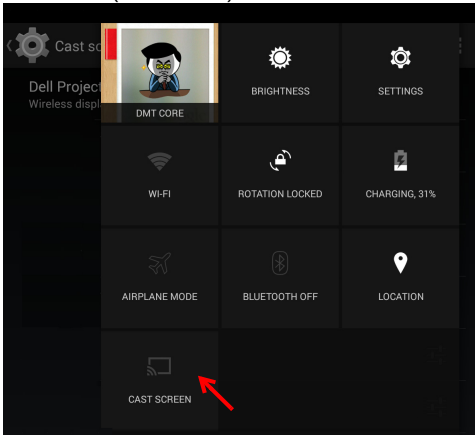 Cast sc
Dell Project
Wireless displ
DMT CORE
BRIGHTNESS
SETTINGS
WI-FI
ROTATION LOCKED
CHARGING, 31%
AIRPLANE MODE
BLUETOOTH OFF
LOCATION
CAST SCREEN